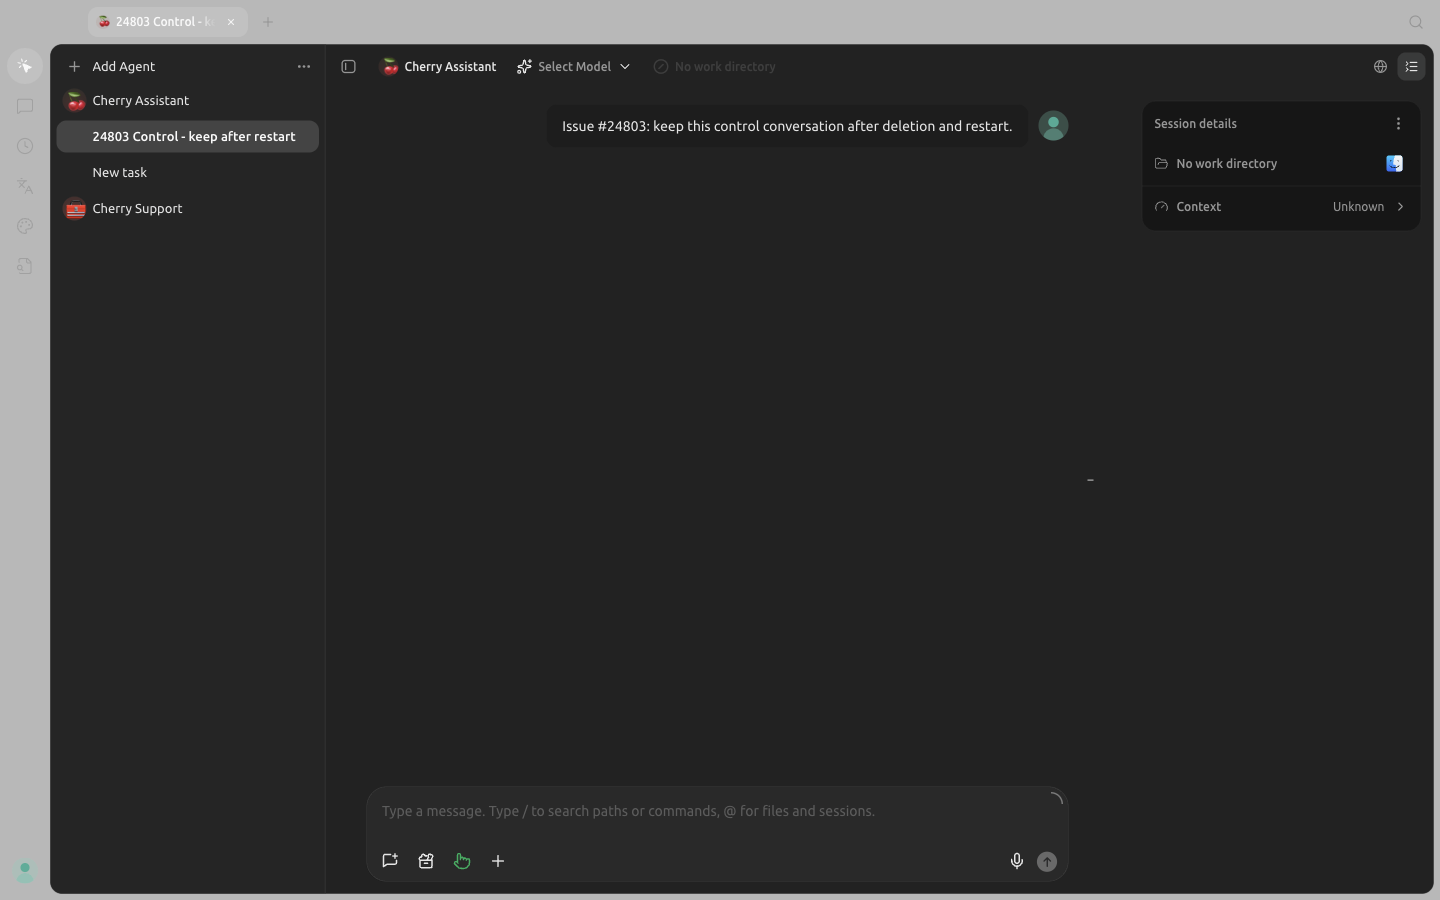 24803 Control - k
Add Agent
Cherry Assistant
24803 Control - keep after restart
New task
Cherry Support
Cherry Assistant
Select Model
No work directory
Issue #24803: keep this control conversation after deletion and restart.
Session details
No work directory
Context
Unknown
Type a message. Type / to search paths or commands, @ for files and sessions.